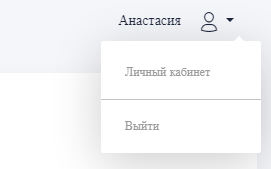 Анастасия
Личный кабинет
Выйти